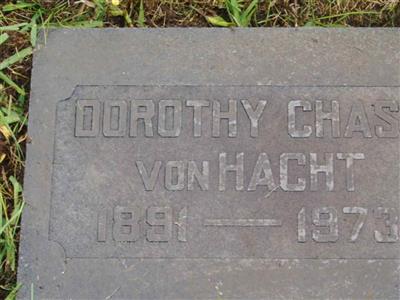 DOROTHY CHAS
VON HACHT
1891 — 1973